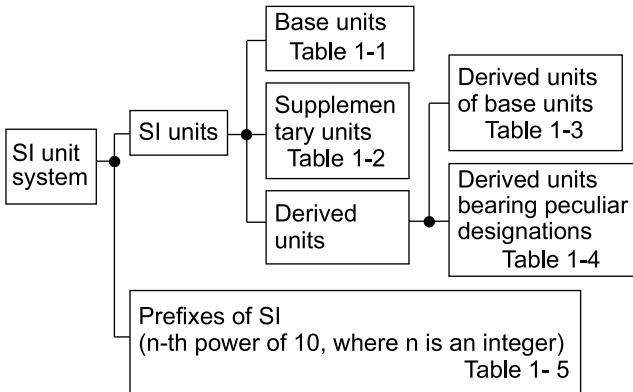 SI unit
system
SI units
Base units
Table 1-1
Supplemen
tary units
Table 1-2
Derived
units
Derived units
of base units
Table 1-3
Derived units
bearing peculiar
designations
Table 1-4
Prefixes of SI
(n-th power of 10, where n is an integer)
Table 1- 5